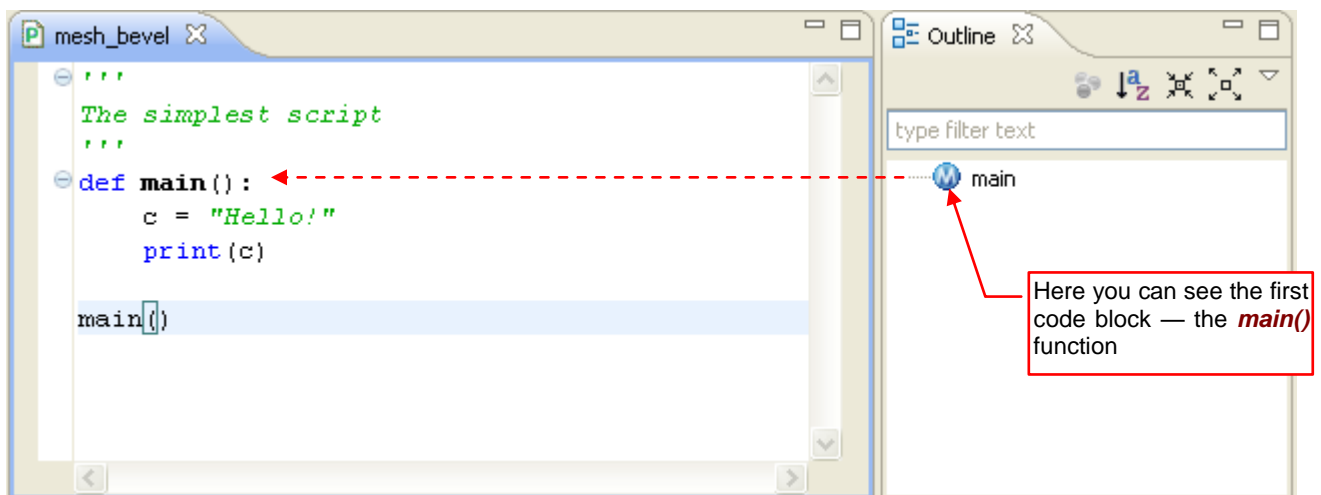 mesh_bevel
'''
The simplest script
'''
def main():
    c = "Hello!"
    print(c)
main()
Outline
a
z
type filter text
M main
Here you can see the first
code block — the main()
function